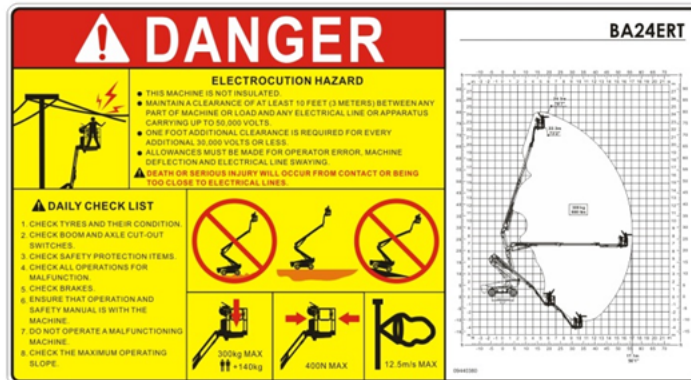 DANGER
BA24ERT
ELECTROCUTION HAZARD
● THIS MACHINE IS NOT INSULATED.
● MAINTAIN A CLEARANCE OF AT LEAST 10 FEET (3 METERS) BETWEEN ANY
PART OF MACHINE OR LOAD AND ANY ELECTRICAL LINE OR APPARATUS
CARRYING UP TO 50,000 VOLTS.
● ONE FOOT ADDITIONAL CLEARANCE IS REQUIRED FOR EVERY
ADDITIONAL 30,000 VOLTS OR LESS.
● ALLOWANCES MUST BE MADE FOR OPERATOR ERROR, MACHINE
DEFLECTION AND ELECTRICAL LINE SWAYING.
DEATH OR SERIOUS INJURY WILL OCCUR FROM CONTACT OR BEING
TOO CLOSE TO ELECTRICAL LINES.
DAILY CHECK LIST
1. CHECK TYRES AND THEIR CONDITION.
2. CHECK BOOM AND AXLE CUT-OUT
SWITCHES.
3. CHECK SAFETY PROTECTION ITEMS.
4. CHECK ALL OPERATIONS FOR
MALFUNCTION.
5. CHECK BRAKES.
6. ENSURE THAT OPERATION AND
SAFETY MANUAL IS WITH THE
MACHINE.
7. DO NOT OPERATE A MALFUNCTIONING
MACHINE.
8. CHECK THE MAXIMUM OPERATING
SLOPE.
300kg MAX
+140kg
400N MAX
12.5m/s MAX